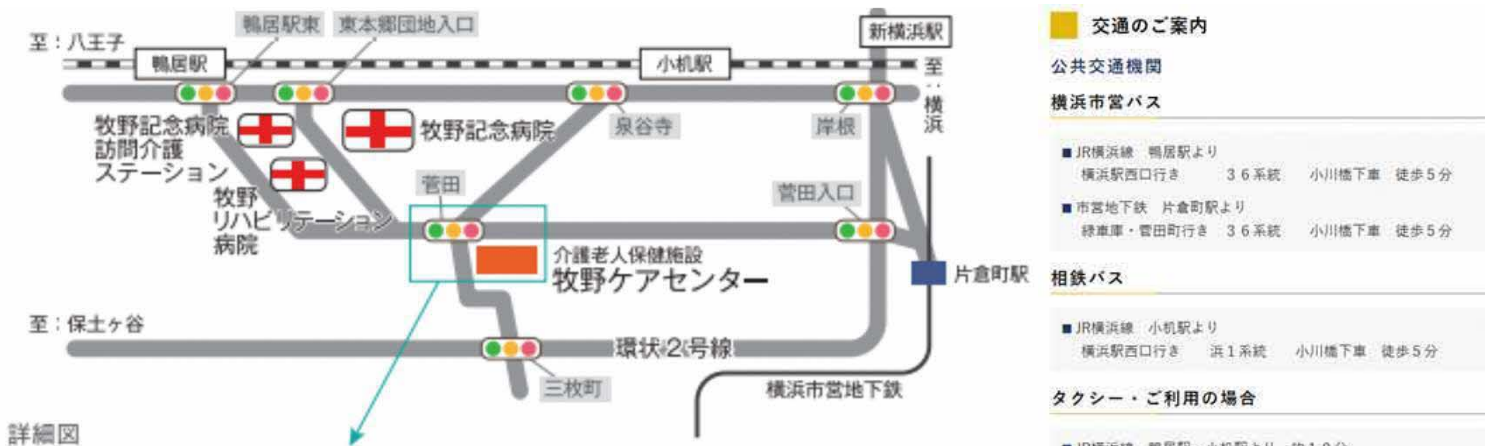 鴨居駅東
東本郷団地入口
新横浜駅
至：八王子
鴨居駅
小机駅
至：横浜
牧野記念病院
訪問介護
ステーション
牧野記念病院
泉谷寺
岸根
牧野
リハビリテーション
病院
菅田
菅田入口
介護老人保健施設
牧野ケアセンター
片倉町駅
至：保土ヶ谷
環状2号線
三枚町
横浜市営地下鉄
詳細図
交通のご案内
公共交通機関
横浜市営バス
■JR横浜線 鴨居駅より
横浜駅西口行き 36系統 小川橋下車 徒歩5分
■市営地下鉄 片倉町駅より
緑車庫・菅田町行き 36系統 小川橋下車 徒歩5分
相鉄バス
■JR横浜線 小机駅より
横浜駅西口行き 浜1系統 小川橋下車 徒歩5分
タクシー・ご利用の場合